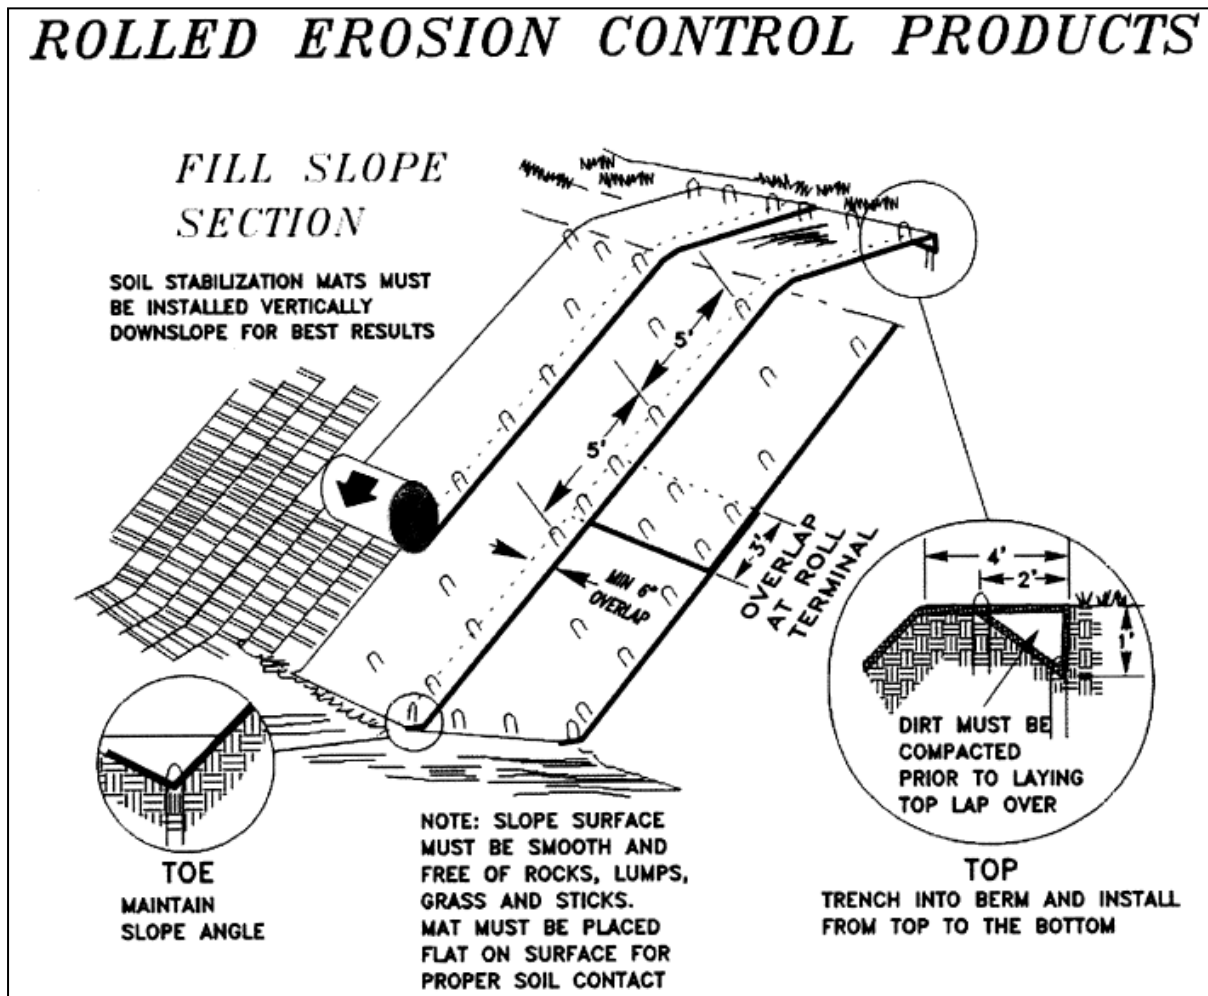 ROLLED EROSION CONTROL PRODUCTS
FILL SLOPE
SECTION
SOIL STABILIZATION MATS MUST
BE INSTALLED VERTICALLY
DOWNSLOPE FOR BEST RESULTS
5'
5'
MIN 6"
OVERLAP
3'
OVERLAP
AT ROLL
TERMINAL
4'
2'
1'
DIRT MUST BE
COMPACTED
PRIOR TO LAYING
TOP LAP OVER
TOP
TRENCH INTO BERM AND INSTALL
FROM TOP TO THE BOTTOM
TOE
MAINTAIN
SLOPE ANGLE
NOTE: SLOPE SURFACE
MUST BE SMOOTH AND
FREE OF ROCKS, LUMPS,
GRASS AND STICKS.
MAT MUST BE PLACED
FLAT ON SURFACE FOR
PROPER SOIL CONTACT